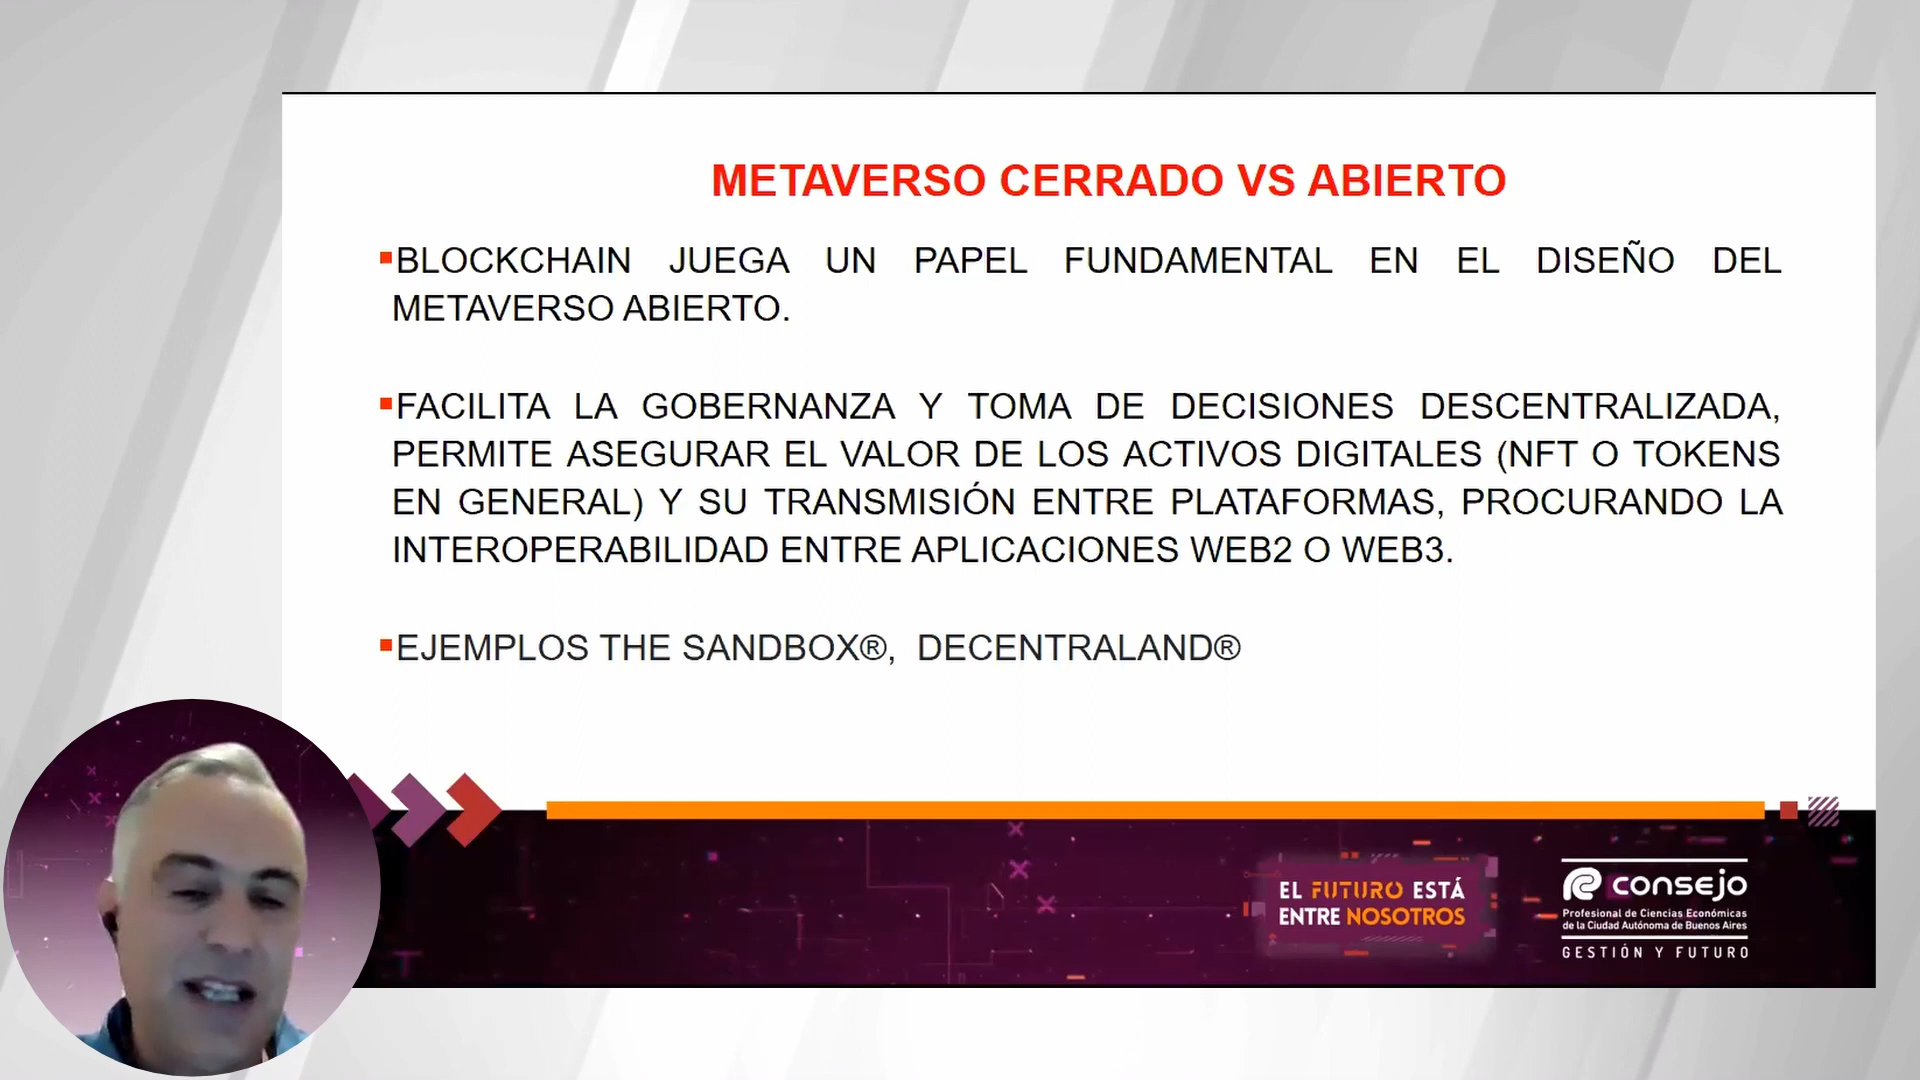 METAVERSO CERRADO VS ABIERTO
BLOCKCHAIN JUEGA UN PAPEL FUNDAMENTAL EN EL DISEÑO DEL
METAVERSO ABIERTO.
FACILITA LA GOBERNANZA Y TOMA DE DECISIONES DESCENTRALIZADA,
PERMITE ASEGURAR EL VALOR DE LOS ACTIVOS DIGITALES (NFT O TOKENS
EN GENERAL) Y SU TRANSMISIÓN ENTRE PLATAFORMAS, PROCURANDO LA
INTEROPERABILIDAD ENTRE APLICACIONES WEB2 O WEB3.
EJEMPLOS THE SANDBOX®, DECENTRALAND®
EL FUTURO ESTÁ
ENTRE NOSOTROS
consejo
Profesional de Ciencias Económicas
de la Ciudad Autónoma de Buenos Aires
GESTIÓN Y FUTURO